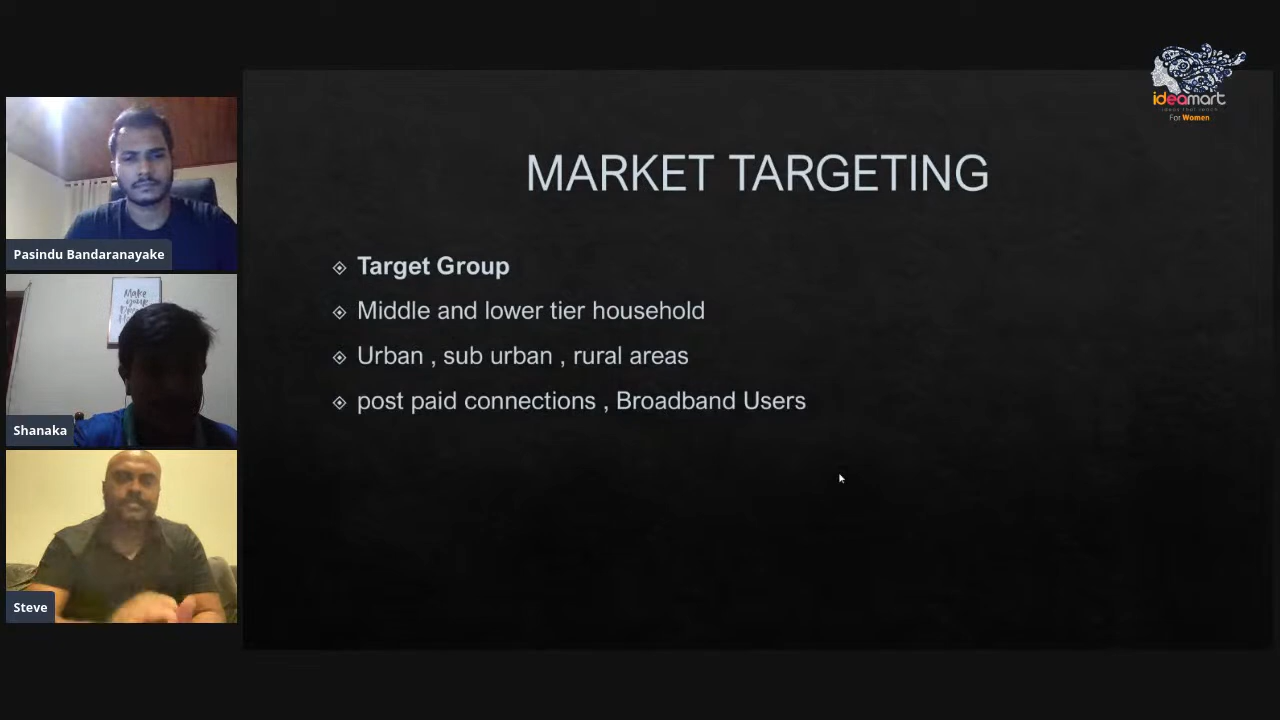 ideamart
For Women
MARKET TARGETING
Target Group
Middle and lower tier household
Urban , sub urban , rural areas
post paid connections , Broadband Users
Pasindu Bandaranayake
Make
Shanaka
Steve